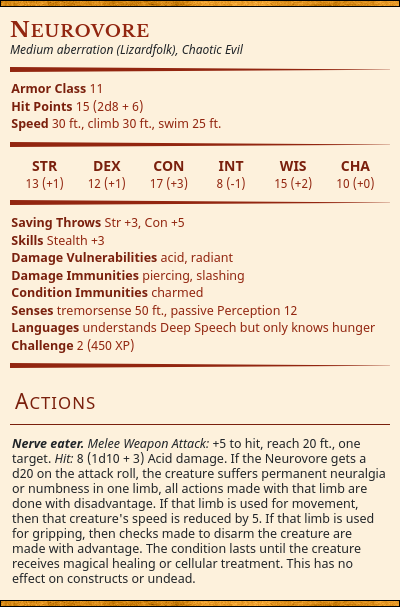 NEUROVORE
Medium aberration (Lizardfolk), Chaotic Evil
Armor Class 11
Hit Points 15 (2d8 + 6)
Speed 30 ft., climb 30 ft., swim 25 ft.
STR DEX CON INT WIS CHA
13 (+1) 12 (+1) 17 (+3) 8 (-1) 15 (+2) 10 (+0)
Saving Throws Str +3, Con +5
Skills Stealth +3
Damage Vulnerabilities acid, radiant
Damage Immunities piercing, slashing
Condition Immunities charmed
Senses tremorsense 50 ft., passive Perception 12
Languages understands Deep Speech but only knows hunger
Challenge 2 (450 XP)
ACTIONS
Nerve eater. Melee Weapon Attack: +5 to hit, reach 20 ft., one
target. Hit: 8 (1d10 + 3) Acid damage. If the Neurovore gets a
d20 on the attack roll, the creature suffers permanent neuralgia
or numbness in one limb, all actions made with that limb are
done with disadvantage. If that limb is used for movement,
then that creature's speed is reduced by 5. If that limb is used
for gripping, then checks made to disarm the creature are
made with advantage. The condition lasts until the creature
receives magical healing or cellular treatment. This has no
effect on constructs or undead.